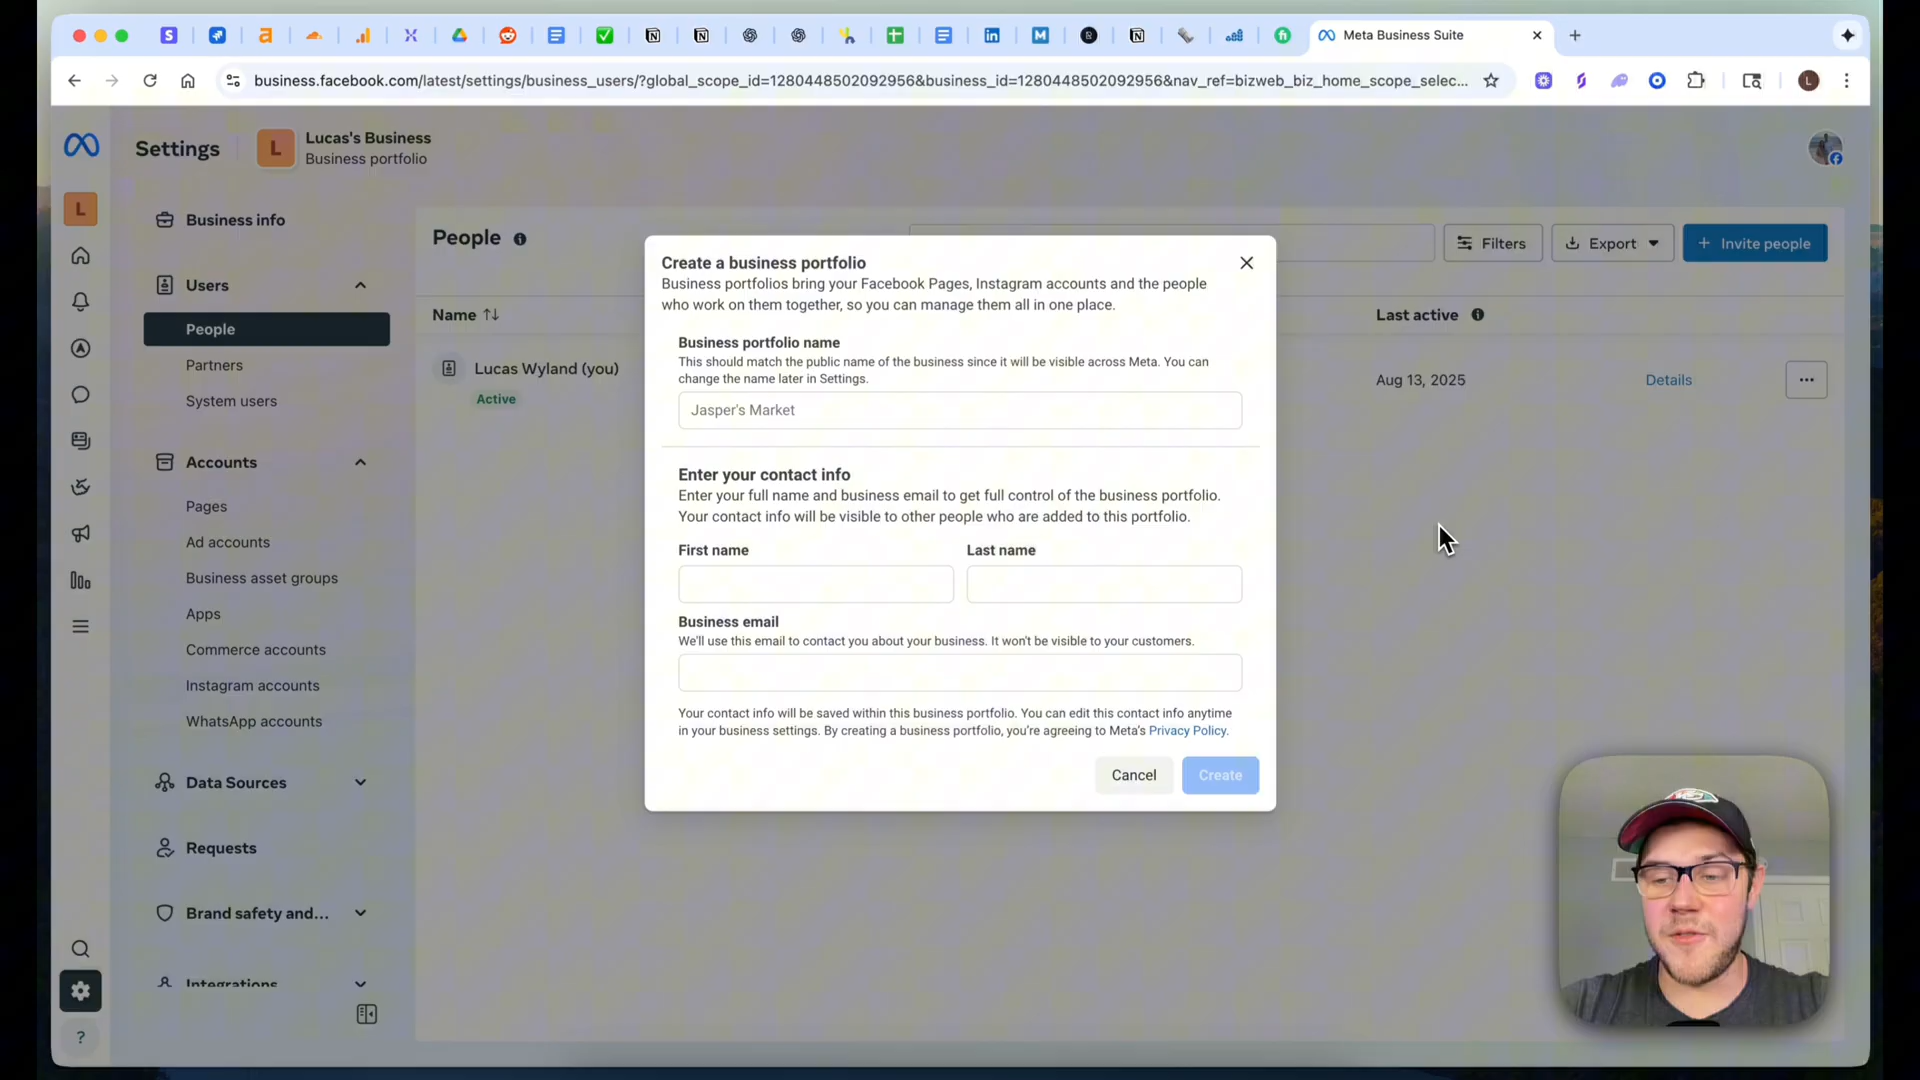 Meta Business Suite
business.facebook.com/latest/settings/business_users/?global_scope_id=1280448502092956&business_id=1280448502092956&nav_ref=bizweb_biz_home_scope_selec...
L
Settings
L
Lucas's Business
Business portfolio
L
Business info
Users
People
Partners
System users
Accounts
Pages
Ad accounts
Business asset groups
Apps
Commerce accounts
Instagram accounts
WhatsApp accounts
Data Sources
Requests
Brand safety and...
Integrations
?
People
Filters
Export
+ Invite people
Name
Last active
Lucas Wyland (you)
Active
Aug 13, 2025
Details
Create a business portfolio
Business portfolios bring your Facebook Pages, Instagram accounts and the people
who work on them together, so you can manage them all in one place.
Business portfolio name
This should match the public name of the business since it will be visible across Meta. You can
change the name later in Settings.
Jasper's Market
Enter your contact info
Enter your full name and business email to get full control of the business portfolio.
Your contact info will be visible to other people who are added to this portfolio.
First name
Last name
Business email
We'll use this email to contact you about your business. It won't be visible to your customers.
Your contact info will be saved within this business portfolio. You can edit this contact info anytime
in your business settings. By creating a business portfolio, you're agreeing to Meta's Privacy Policy.
Cancel
Create